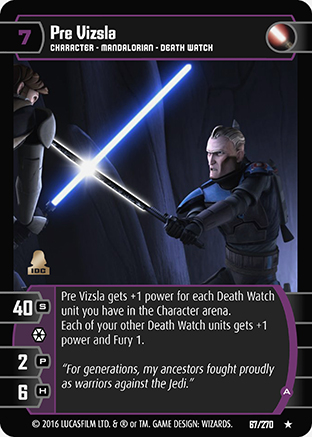 7 Pre Vizsla
CHARACTER - MANDALORIAN - DEATH WATCH
IDC
40 S
2 P
6 H
Pre Vizsla gets +1 power for each Death Watch
unit you have in the Character arena.
Each of your other Death Watch units gets +1
power and Fury 1.
“For generations, my ancestors fought proudly
as warriors against the Jedi.”
A
© 2016 LUCASFILM LTD. & ® or TM. GAME DESIGN: WIZARDS. 67/270